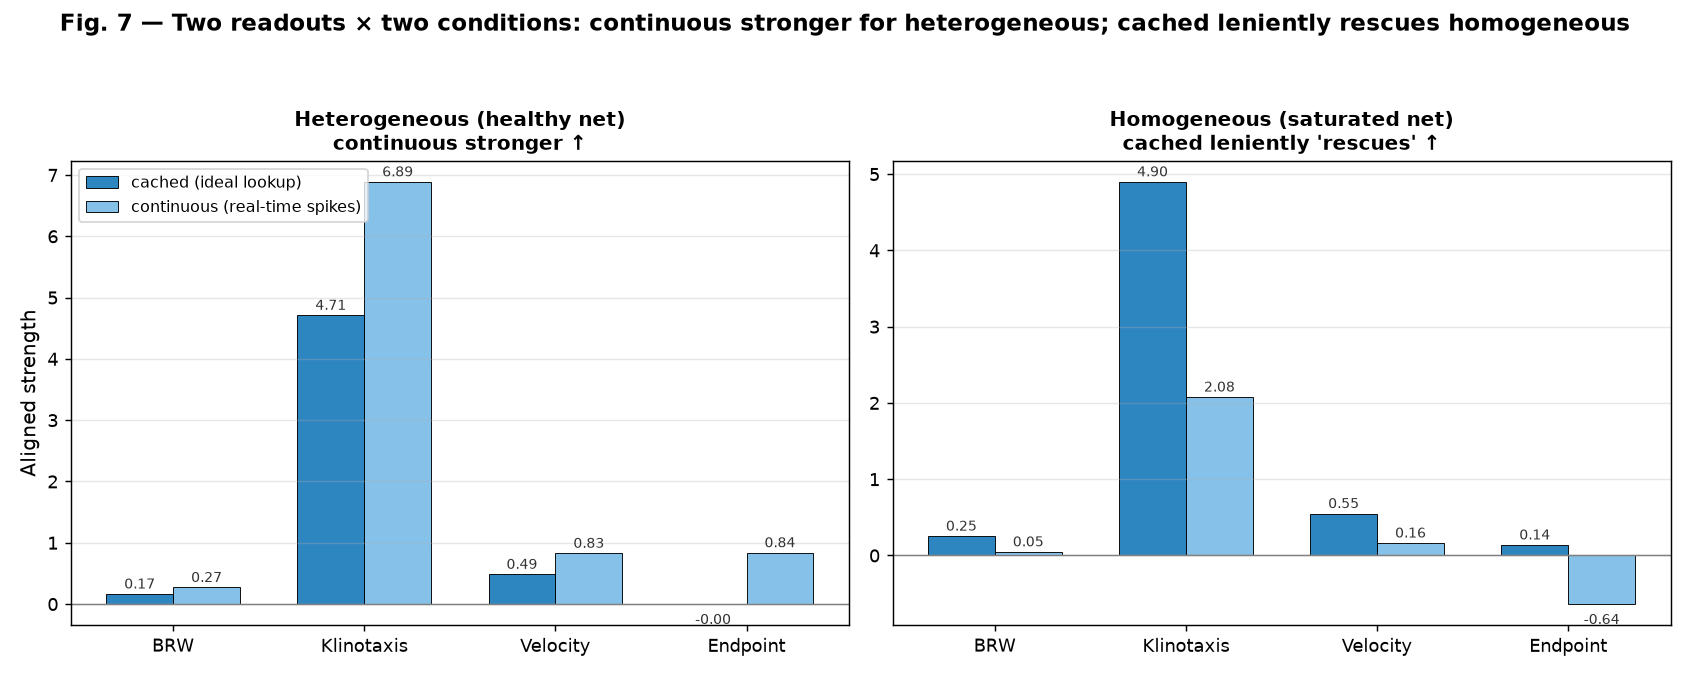 Fig. 7 — Two readouts × two conditions: continuous stronger for heterogeneous; cached leniently rescues homogeneous
Heterogeneous (healthy net)
continuous stronger ↑
cached (ideal lookup)
continuous (real-time spikes)
Aligned strength
7
6
5
4
3
2
1
0
0.17
0.27
4.71
6.89
0.49
0.83
-0.00
0.84
BRW
Klinotaxis
Velocity
Endpoint
Homogeneous (saturated net)
cached leniently 'rescues' ↑
5
4
3
2
1
0
0.25
0.05
4.90
2.08
0.55
0.16
0.14
-0.64
BRW
Klinotaxis
Velocity
Endpoint